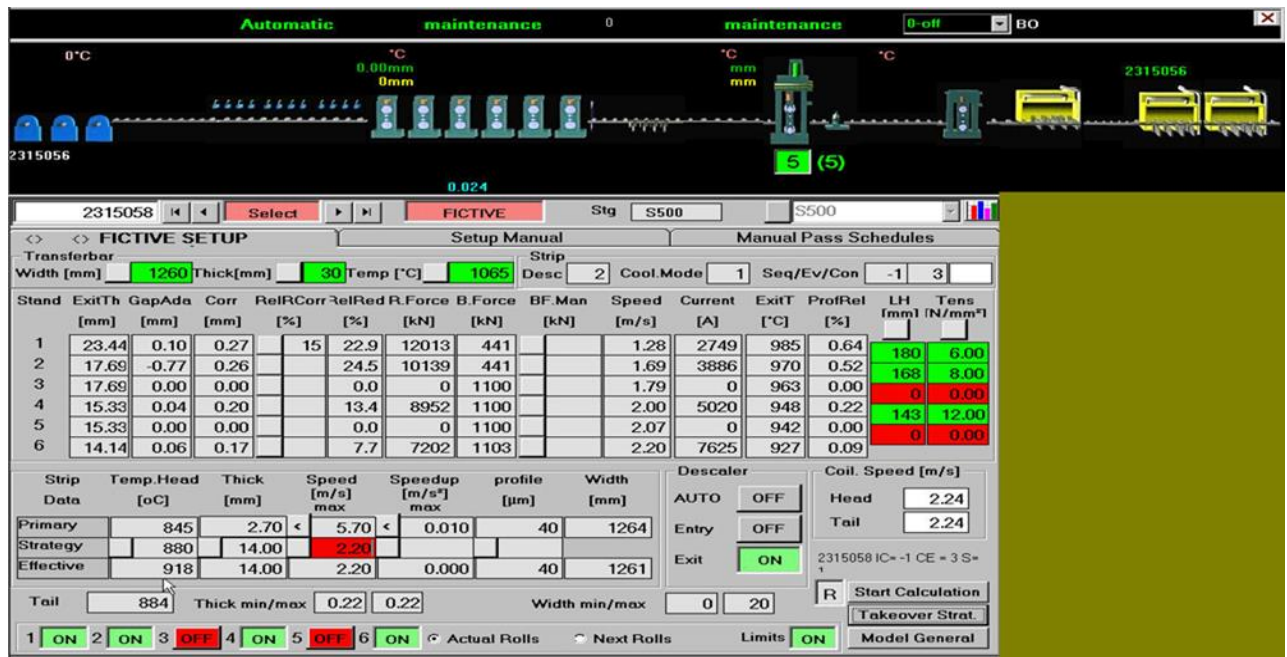 Automatic maintenance 0 maintenance 0-off BO
0°C °C °C °C
0.00mm mm
0mm mm
2315056
2315056
5 (5)
0.024
2315058 Select FICTIVE Stg S500 S500
<> <> FICTIVE SETUP Setup Manual Manual Pass Schedules
Transferbar Strip
Width [mm] 1260 Thick[mm] 30 Temp [°C] 1065 Desc 2 Cool.Mode 1 Seq/Ev/Con -1 3
Stand ExitTh GapAda Corr RelRCorr RelRed R.Force B.Force BF.Man Speed Current ExitT ProfRel LH Tens
[mm] [mm] [mm] [%] [%] [kN] [kN] [kN] [m/s] [A] [°C] [%] [mm] [N/mm²]
1 23.44 0.10 0.27 15 22.9 12013 441 1.28 2749 985 0.64
180 6.00
2 17.69 -0.77 0.26 24.5 10139 441 1.69 3886 970 0.52
168 8.00
3 17.69 0.00 0.00 0.0 0 1100 1.79 0 963 0.00
0 0.00
4 15.33 0.04 0.20 13.4 8952 1100 2.00 5020 948 0.22
143 12.00
5 15.33 0.00 0.00 0.0 0 1100 2.07 0 942 0.00
0 0.00
6 14.14 0.06 0.17 7.7 7202 1103 2.20 7625 927 0.09
Strip Temp.Head Thick Speed Speedup profile Width
Data [oC] [mm] [m/s] [m/s²] [µm] [mm]
max max
Primary 845 2.70 < 5.70 < 0.010 40 1264
Strategy 880 14.00 2.20
Effective 918 14.00 2.20 0.000 40 1261
Descaler
AUTO OFF
Entry OFF
Exit ON
Coil. Speed [m/s]
Head 2.24
Tail 2.24
2315058 IC= -1 CE = 3 S=
1
Tail 884 Thick min/max 0.22 0.22 Width min/max 0 20
R Start Calculation
Takeover Strat.
Model General
1 ON 2 ON 3 OFF 4 ON 5 OFF 6 ON Actual Rolls Next Rolls Limits ON